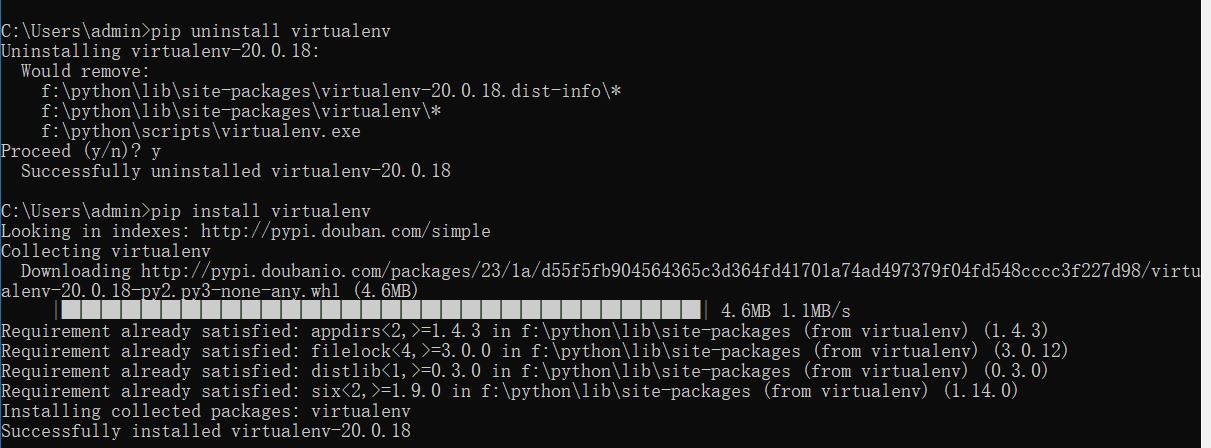 C:\Users\admin>pip uninstall virtualenv
Uninstalling virtualenv-20.0.18:
  Would remove:
    f:\python\lib\site-packages\virtualenv-20.0.18.dist-info\*
    f:\python\lib\site-packages\virtualenv\*
    f:\python\scripts\virtualenv.exe
Proceed (y/n)? y
  Successfully uninstalled virtualenv-20.0.18
C:\Users\admin>pip install virtualenv
Looking in indexes: http://pypi.douban.com/simple
Collecting virtualenv
  Downloading http://pypi.doubanio.com/packages/23/1a/d55f5fb904564365c3d364fd41701a74ad497379f04fd548cccc3f227d98/virtu
alenv-20.0.18-py2.py3-none-any.whl (4.6MB)
4.6MB 1.1MB/s
Requirement already satisfied: appdirs<2,>=1.4.3 in f:\python\lib\site-packages (from virtualenv) (1.4.3)
Requirement already satisfied: filelock<4,>=3.0.0 in f:\python\lib\site-packages (from virtualenv) (3.0.12)
Requirement already satisfied: distlib<1,>=0.3.0 in f:\python\lib\site-packages (from virtualenv) (0.3.0)
Requirement already satisfied: six<2,>=1.9.0 in f:\python\lib\site-packages (from virtualenv) (1.14.0)
Installing collected packages: virtualenv
Successfully installed virtualenv-20.0.18